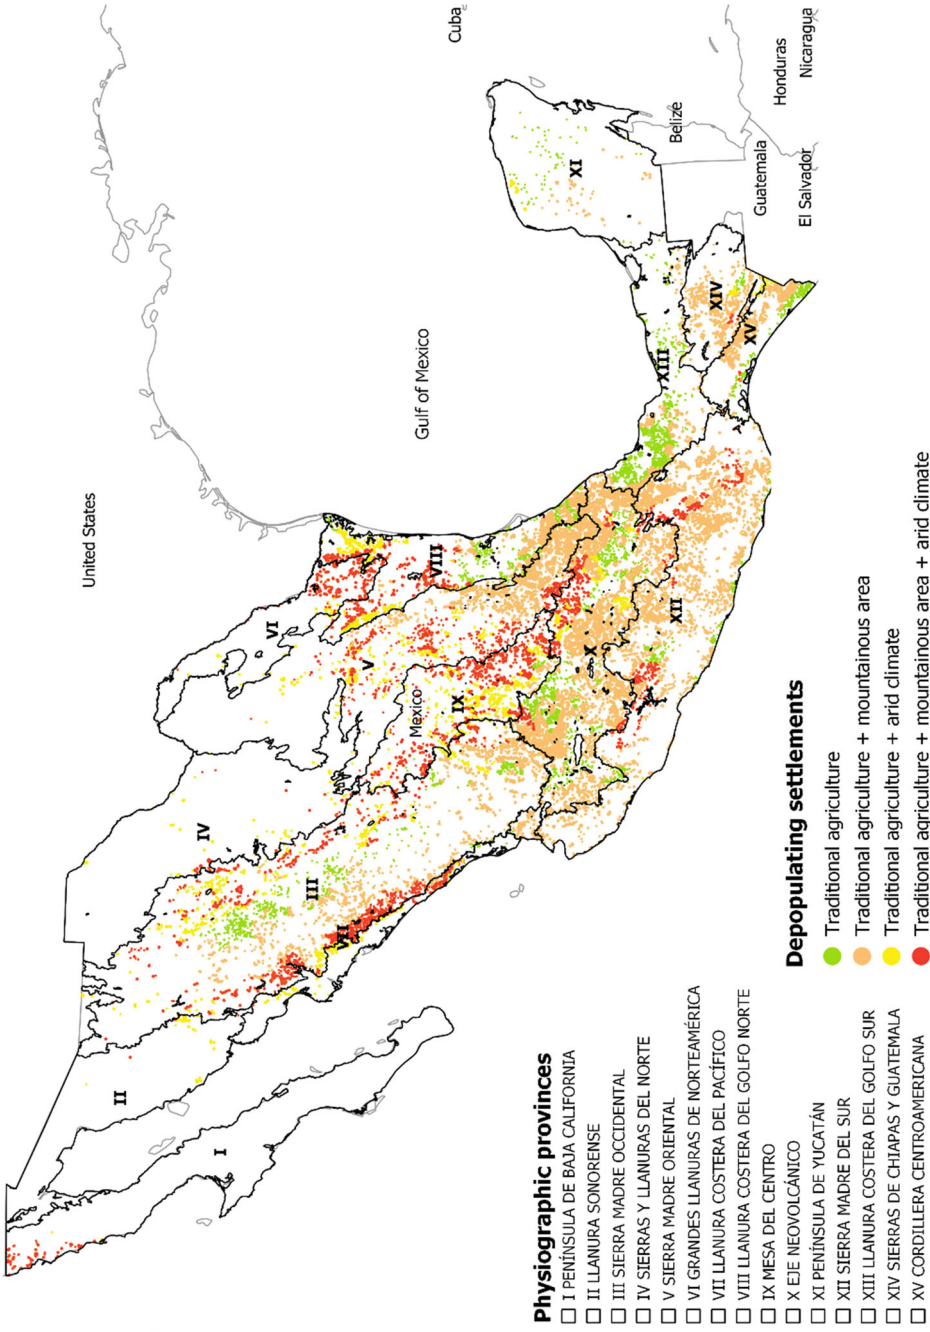 United States
Gulf of Mexico
Cuba
Mexico
Belize
Guatemala
Honduras
El Salvador
Nicaragua
I
II
III
IV
V
VI
VII
VIII
IX
X
XI
XII
XIII
XIV
XV
Physiographic provinces
I PENÍNSULA DE BAJA CALIFORNIA
II LLANURA SONORENSE
III SIERRA MADRE OCCIDENTAL
IV SIERRAS Y LLANURAS DEL NORTE
V SIERRA MADRE ORIENTAL
VI GRANDES LLANURAS DE NORTEAMÉRICA
VII LLANURA COSTERA DEL PACÍFICO
VIII LLANURA COSTERA DEL GOLFO NORTE
IX MESA DEL CENTRO
X EJE NEOVOLCÁNICO
XI PENÍNSULA DE YUCATÁN
XII SIERRA MADRE DEL SUR
XIII LLANURA COSTERA DEL GOLFO SUR
XIV SIERRAS DE CHIAPAS Y GUATEMALA
XV CORDILLERA CENTROAMERICANA
Depopulating settlements
Traditional agriculture
Traditional agriculture + mountainous area
Traditional agriculture + arid climate
Traditional agriculture + mountainous area + arid climate